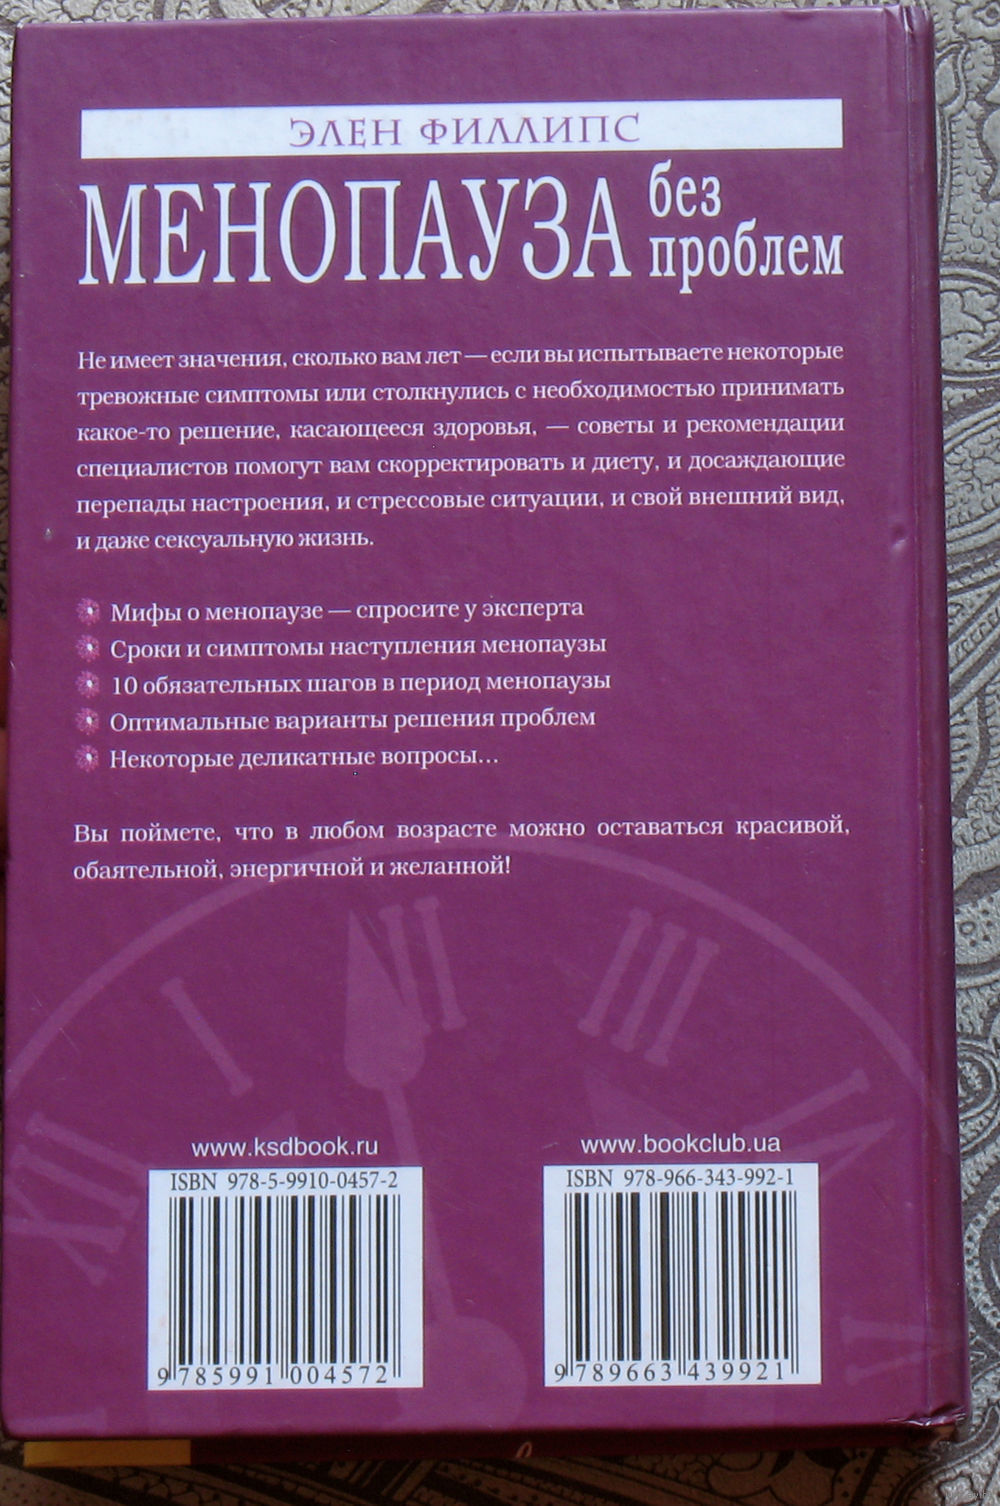 ЭЛЕН ФИЛЛИПС
МЕНОПАУЗА без
проблем
Не имеет значения, сколько вам лет — если вы испытываете некоторые
тревожные симптомы или столкнулись с необходимостью принимать
какое-то решение, касающееся здоровья, — советы и рекомендации
специалистов помогут вам скорректировать и диету, и досаждающие
перепады настроения, и стрессовые ситуации, и свой внешний вид,
и даже сексуальную жизнь.
Мифы о менопаузе — спросите у эксперта
Сроки и симптомы наступления менопаузы
10 обязательных шагов в период менопаузы
Оптимальные варианты решения проблем
Некоторые деликатные вопросы...
Вы поймете, что в любом возрасте можно оставаться красивой,
обаятельной, энергичной и желанной!
XII I II III
www.ksdbook.ru
ISBN 978-5-9910-0457-2
9 785991 004572
www.bookclub.ua
ISBN 978-966-343-992-1
9 789663 439921